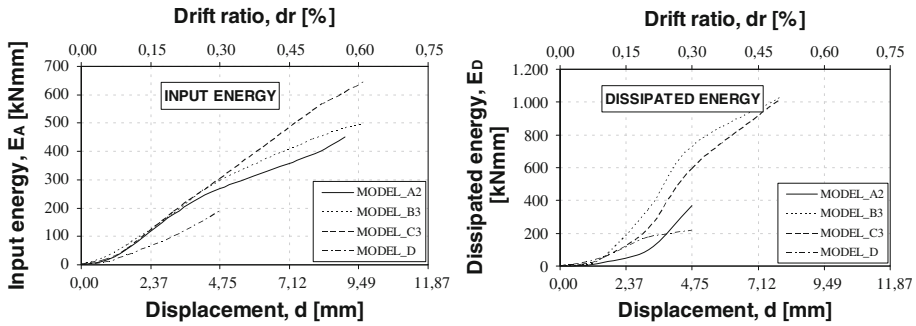 Drift ratio, dr [%]
0,00 0,15 0,30 0,45 0,60 0,75
700
600
500
400
300
200
100
0
Input energy, EA [kNmm]
INPUT ENERGY
MODEL_A2
MODEL_B3
MODEL_C3
MODEL_D
0,00 2,37 4,75 7,12 9,49 11,87
Displacement, d [mm]
Drift ratio, dr [%]
0,00 0,15 0,30 0,45 0,60 0,75
1.200
1.000
800
600
400
200
0
Dissipated energy, ED
[kNmm]
DISSIPATED ENERGY
MODEL_A2
MODEL_B3
MODEL_C3
MODEL_D
0,00 2,37 4,75 7,12 9,49 11,87
Displacement, d [mm]